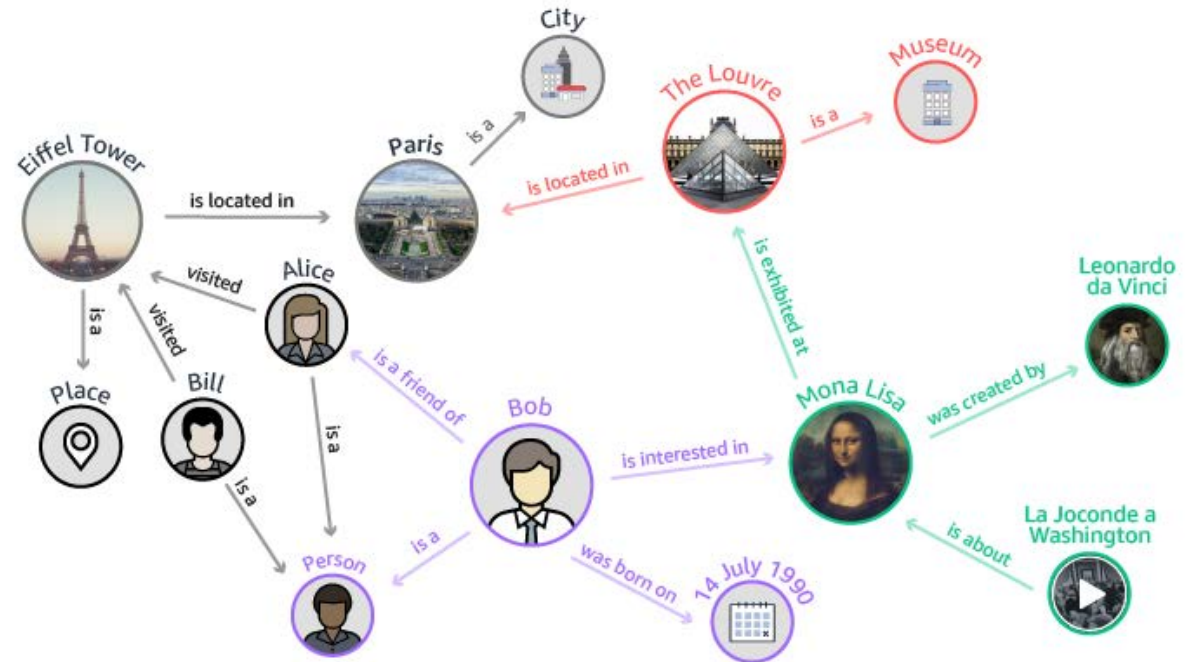 City
Museum
The Louvre
is a
is a
Eiffel Tower
Paris
is located in
is located in
Alice
visited
is exhibited at
Leonardo
da Vinci
is a
visited
Place
Bill
is a friend of
Bob
Mona Lisa
was created by
is a
is interested in
is a
La Joconde a
Washington
is about
Person
is a
was born on
14 July 1990